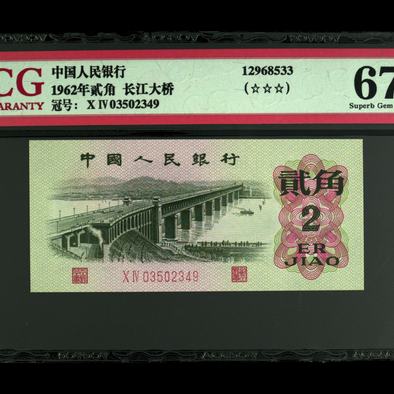 CG
ARANTY
中国人民银行
1962年贰角 长江大桥
冠号: X IV 03502349
12968533
(☆☆☆)
67
Superb Gem
中國人民銀行
貳角
2
ER
JIAO
X IV 03502349